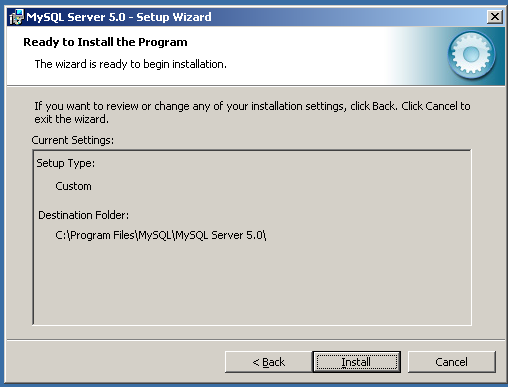 MySQL Server 5.0 - Setup Wizard
Ready to Install the Program
The wizard is ready to begin installation.
If you want to review or change any of your installation settings, click Back. Click Cancel to
exit the wizard.
Current Settings:
Setup Type:
Custom
Destination Folder:
C:\Program Files\MySQL\MySQL Server 5.0\
< Back
Install
Cancel